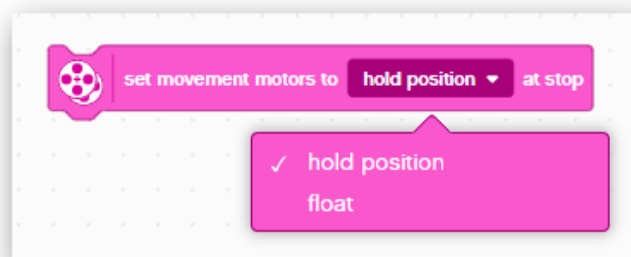 set movement motors to hold position at stop
hold position
float